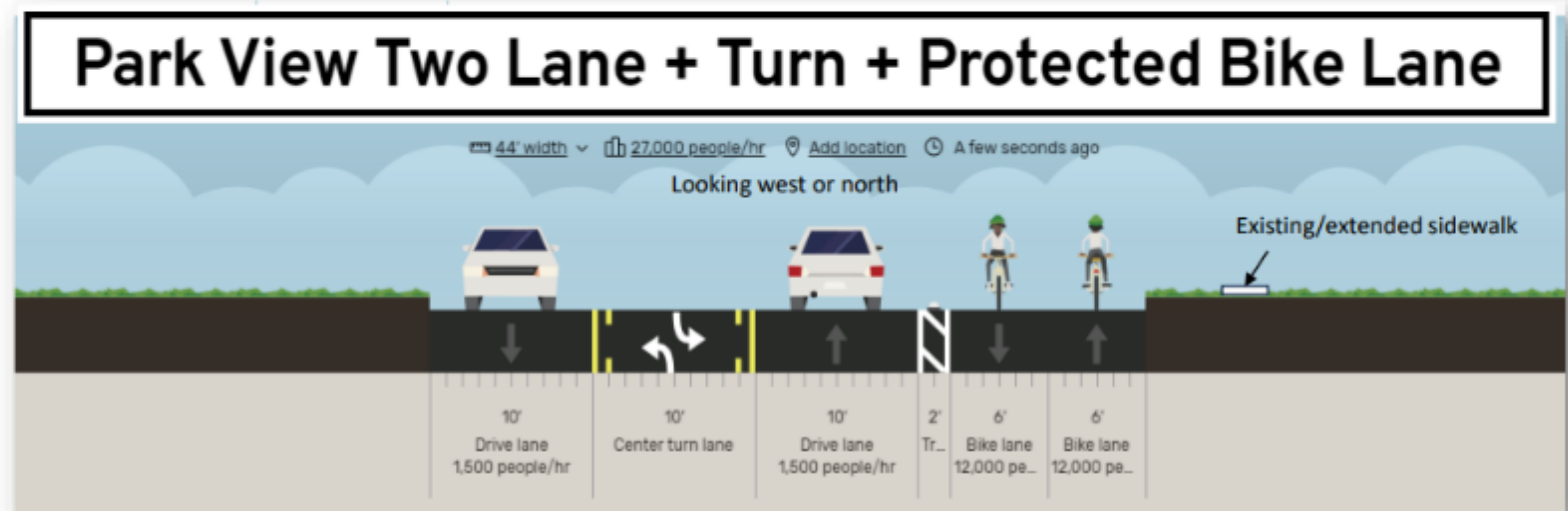 Park View Two Lane + Turn + Protected Bike Lane
44' width 27,000 people/hr Add location A few seconds ago
Looking west or north
Existing/extended sidewalk
10' 10' 10' 2' 6' 6'
Drive lane Center turn lane Drive lane Tr... Bike lane Bike lane
1,500 people/hr 1,500 people/hr 12,000 pe... 12,000 pe...